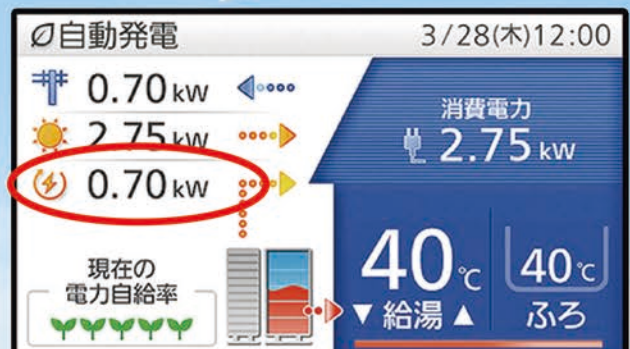 自動発電 3/28(木)12:00
0.70kW
2.75kW
0.70kW
消費電力
2.75kW
現在の
電力自給率
40℃
▼給湯▲
40℃
ふろ